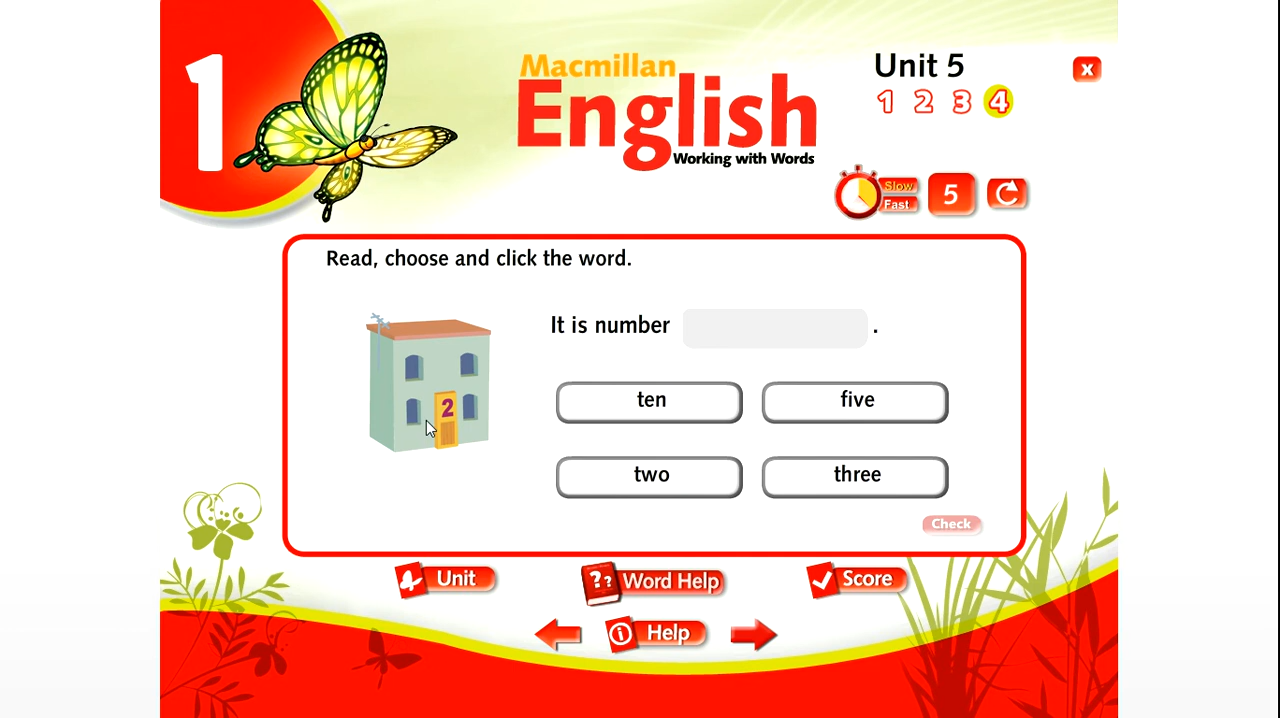 1
Macmillan
English
Working with Words
Unit 5
1 2 3 4
Slow
Fast
5
Read, choose and click the word.
It is number .
2
ten five
two three
Check
4 Unit
?? Word Help
Score
i Help
x